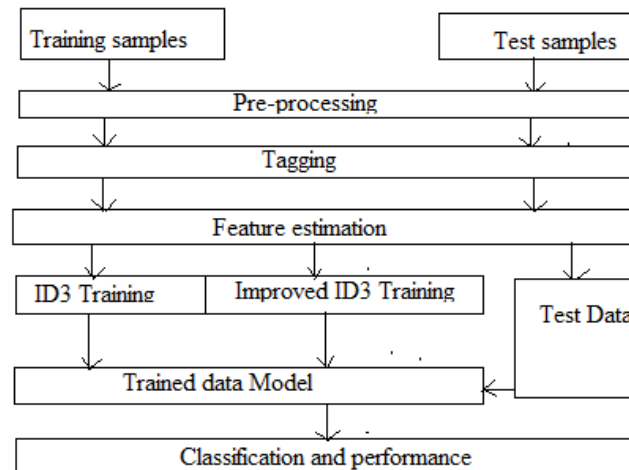 Training samples
Test samples
Pre-processing
Tagging
Feature estimation
ID3 Training
Improved ID3 Training
Test Data
Trained data Model
Classification and performance